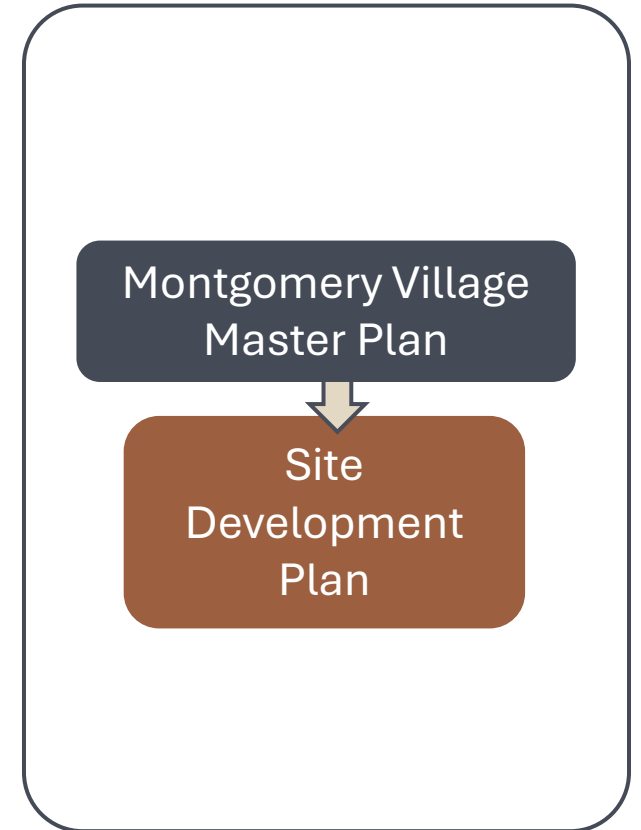 Montgomery Village
Master Plan
Site
Development
Plan